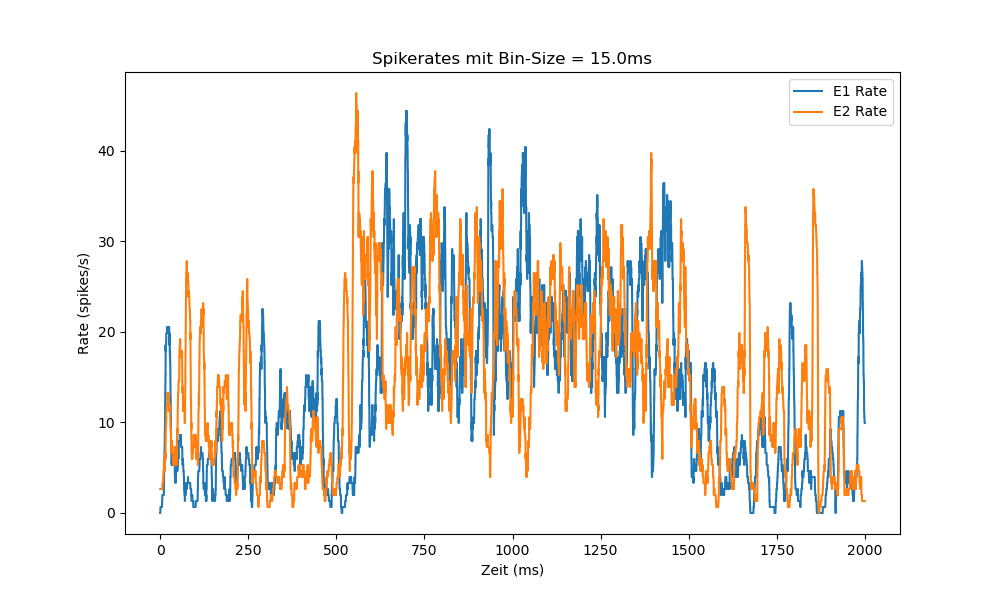 Spikerates mit Bin-Size = 15.0ms
E1 Rate
E2 Rate
Rate (spikes/s)
40
30
20
10
0
0 250 500 750 1000 1250 1500 1750 2000
Zeit (ms)